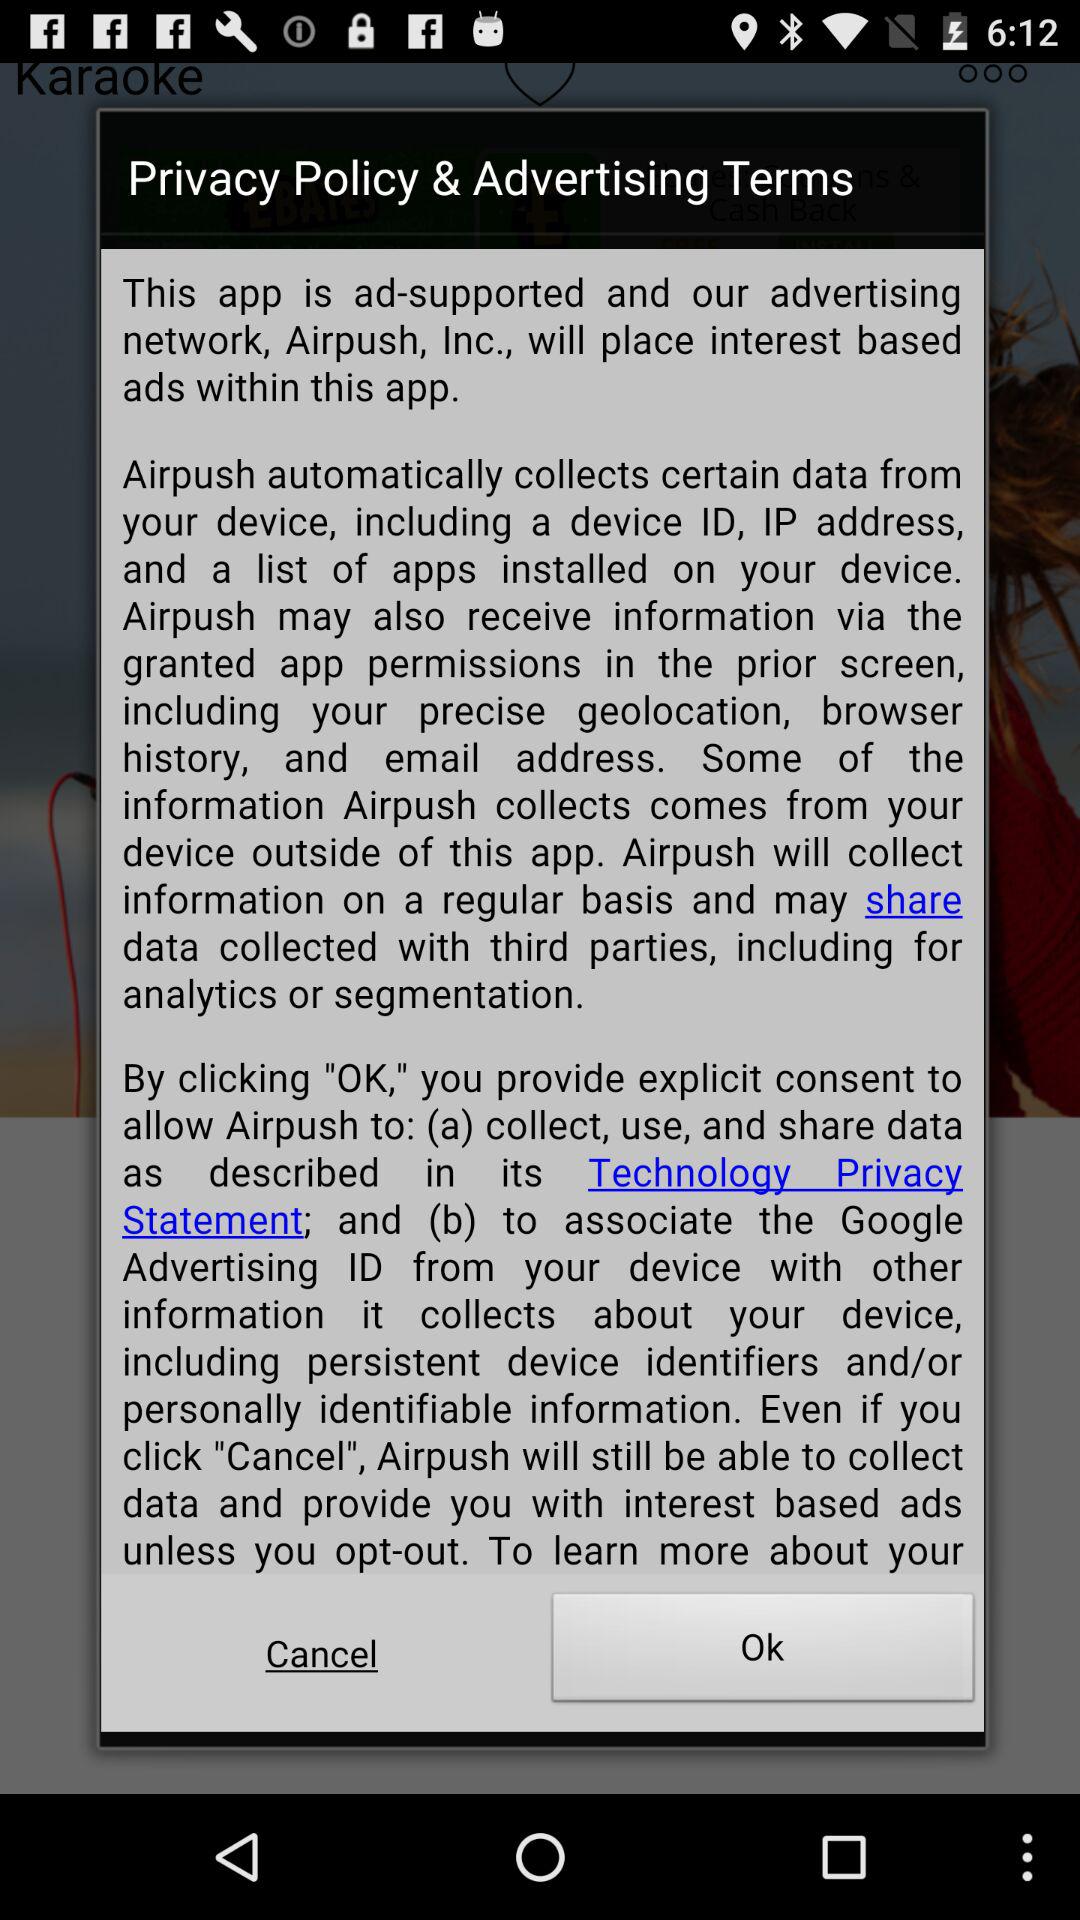 6:12
Karaoke
Privacy Policy & Advertising Terms
Cash Back
This app is ad-supported and our advertising
network, Airpush, Inc., will place interest based
ads within this app.
Airpush automatically collects certain data from
your device, including a device ID, IP address,
and a list of apps installed on your device.
Airpush may also receive information via the
granted app permissions in the prior screen,
including your precise geolocation, browser
history, and email address. Some of the
information Airpush collects comes from your
device outside of this app. Airpush will collect
information on a regular basis and may share
data collected with third parties, including for
analytics or segmentation.
By clicking "OK," you provide explicit consent to
allow Airpush to: (a) collect, use, and share data
as described in its Technology Privacy
Statement; and (b) to associate the Google
Advertising ID from your device with other
information it collects about your device,
including persistent device identifiers and/or
personally identifiable information. Even if you
click "Cancel", Airpush will still be able to collect
data and provide you with interest based ads
unless you opt-out. To learn more about your
Cancel
Ok